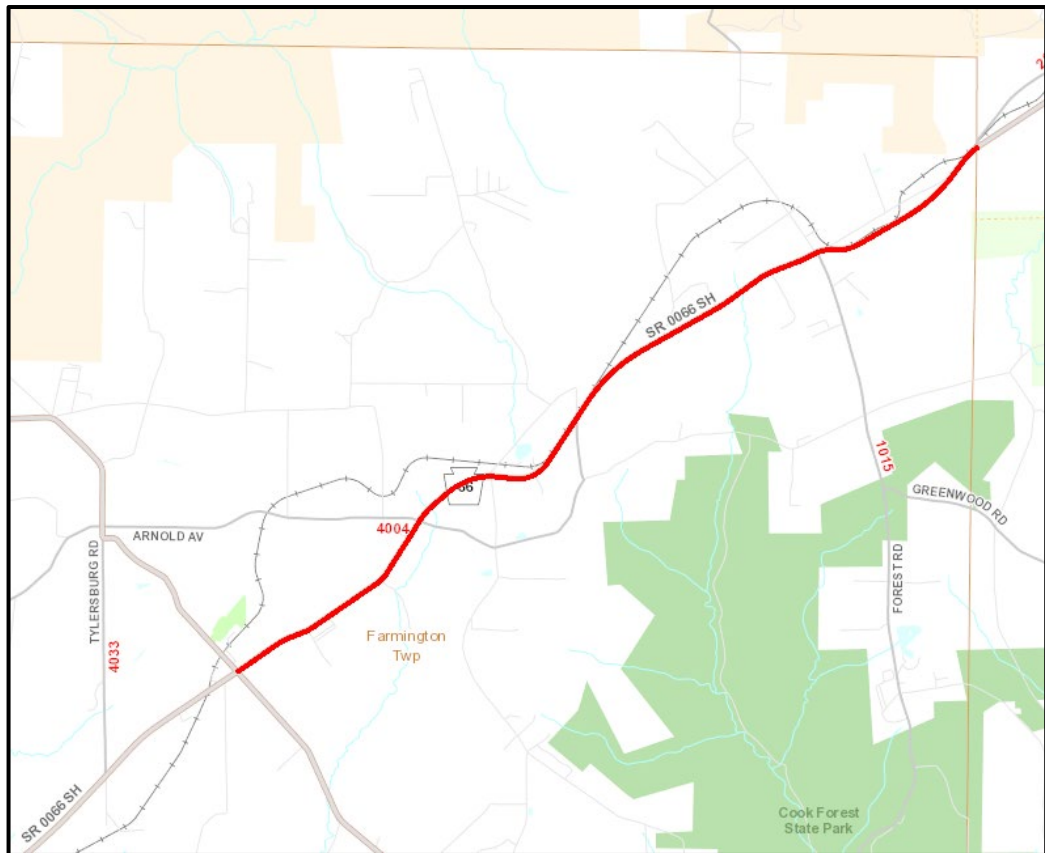 SR 0066 SH
1015
66
GREENWOOD RD
4004
ARNOLD AV
FOREST RD
TYLERSBURG RD
Farmington
Twp
4033
Cook Forest
State Park
SR 0066 SH